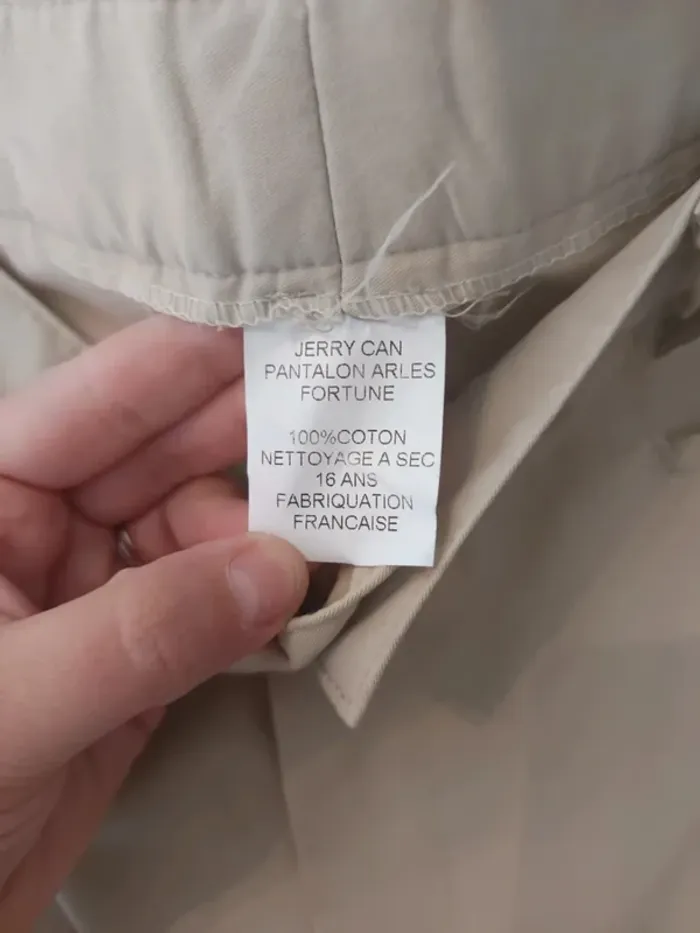 JERRY CAN
PANTALON ARLES
FORTUNE
100%COTON
NETTOYAGE A SEC
16 ANS
FABRIQUATION
FRANCAISE